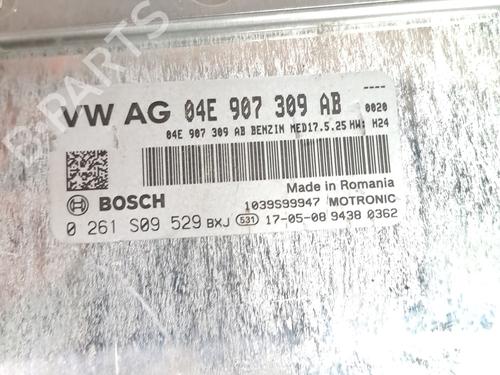 VW AG 04E 907 309 AB
----
0020
04E 907 309 AB BENZIN MED17.5.25 HW: H24
Made in Romania
BOSCH 1039S99947 MOTRONIC
0 261 S09 529 BXJ 531 17-05-08 9438 0362
B-PARTS